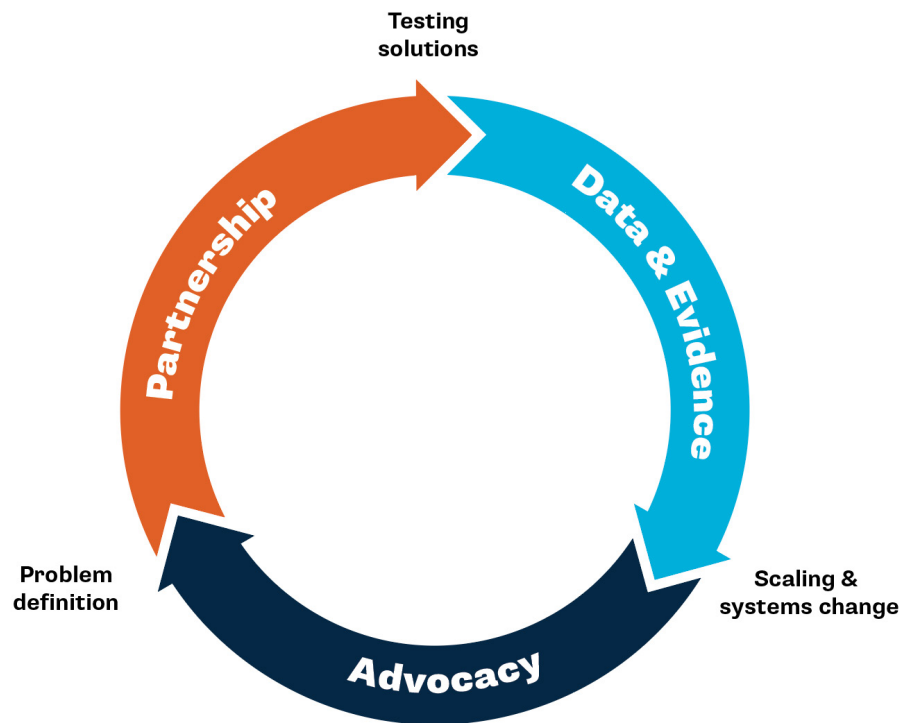 Testing
solutions
Partnership
Data & Evidence
Problem
definition
Scaling &
systems change
Advocacy